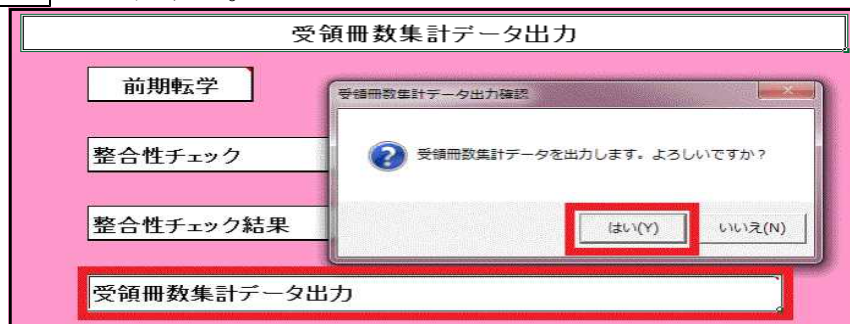 受領冊数集計データ出力
前期転学
受領冊数集計データ出力確認
整合性チェック
受領冊数集計データを出力します。よろしいですか？
整合性チェック結果
はい(Y)
いいえ(N)
受領冊数集計データ出力